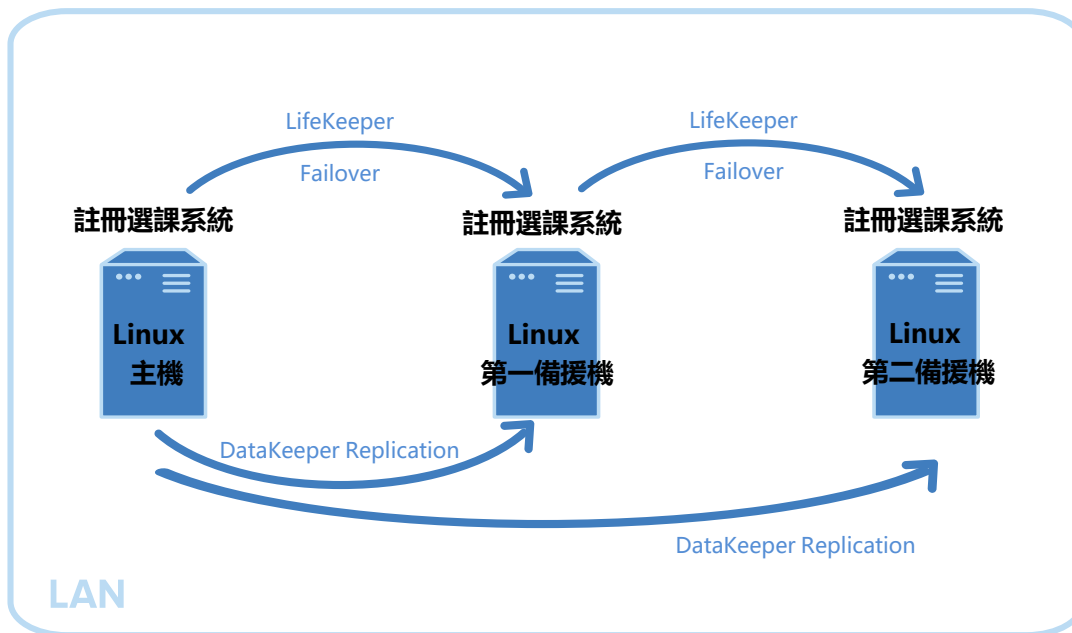 LifeKeeper
Failover
LifeKeeper
Failover
註冊選課系統
註冊選課系統
註冊選課系統
Linux
主機
Linux
第一備援機
Linux
第二備援機
DataKeeper Replication
DataKeeper Replication
LAN